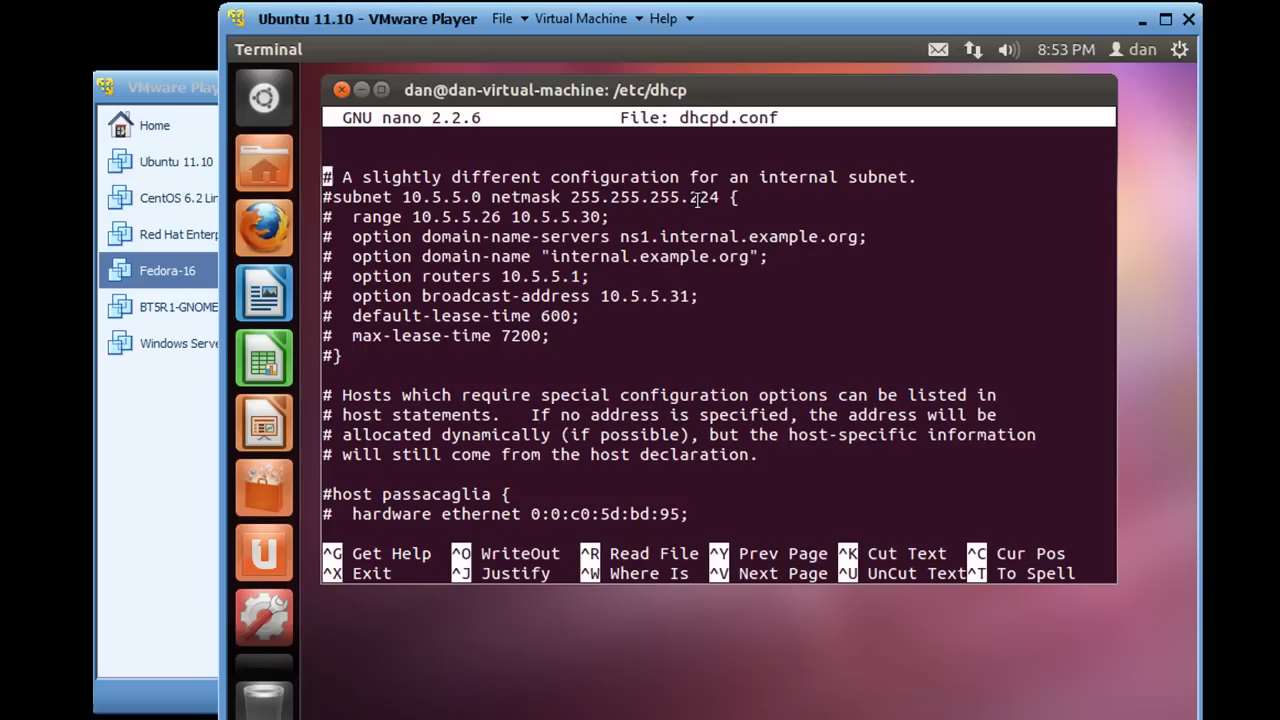 Ubuntu 11.10 - VMware Player File Virtual Machine Help
Terminal 8:53 PM dan
VMware Play
Home
Ubuntu 11.10
CentOS 6.2 Lin
Red Hat Enterp
Fedora-16
BT5R1-GNOME
Windows Serve
dan@dan-virtual-machine: /etc/dhcp
GNU nano 2.2.6 File: dhcpd.conf
# A slightly different configuration for an internal subnet.
#subnet 10.5.5.0 netmask 255.255.255.224 {
# range 10.5.5.26 10.5.5.30;
# option domain-name-servers ns1.internal.example.org;
# option domain-name "internal.example.org";
# option routers 10.5.5.1;
# option broadcast-address 10.5.5.31;
# default-lease-time 600;
# max-lease-time 7200;
#}
# Hosts which require special configuration options can be listed in
# host statements. If no address is specified, the address will be
# allocated dynamically (if possible), but the host-specific information
# will still come from the host declaration.
#host passacaglia {
# hardware ethernet 0:0:c0:5d:bd:95;
^G Get Help ^O WriteOut ^R Read File ^Y Prev Page ^K Cut Text ^C Cur Pos
^X Exit ^J Justify ^W Where Is ^V Next Page ^U UnCut Text ^T To Spell